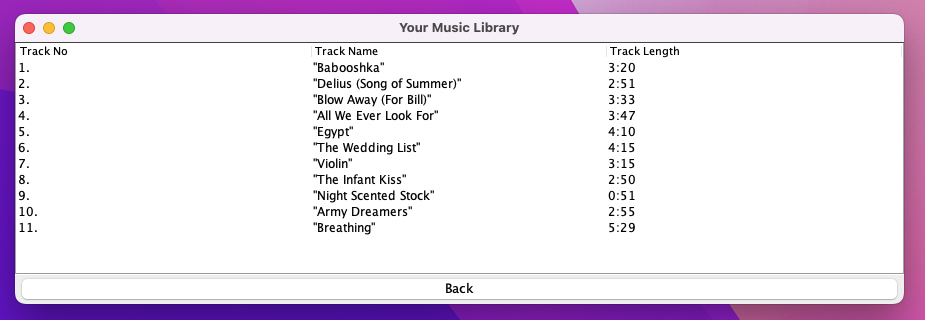 Your Music Library
Track No Track Name Track Length
1. "Babooshka" 3:20
2. "Delius (Song of Summer)" 2:51
3. "Blow Away (For Bill)" 3:33
4. "All We Ever Look For" 3:47
5. "Egypt" 4:10
6. "The Wedding List" 4:15
7. "Violin" 3:15
8. "The Infant Kiss" 2:50
9. "Night Scented Stock" 0:51
10. "Army Dreamers" 2:55
11. "Breathing" 5:29
Back